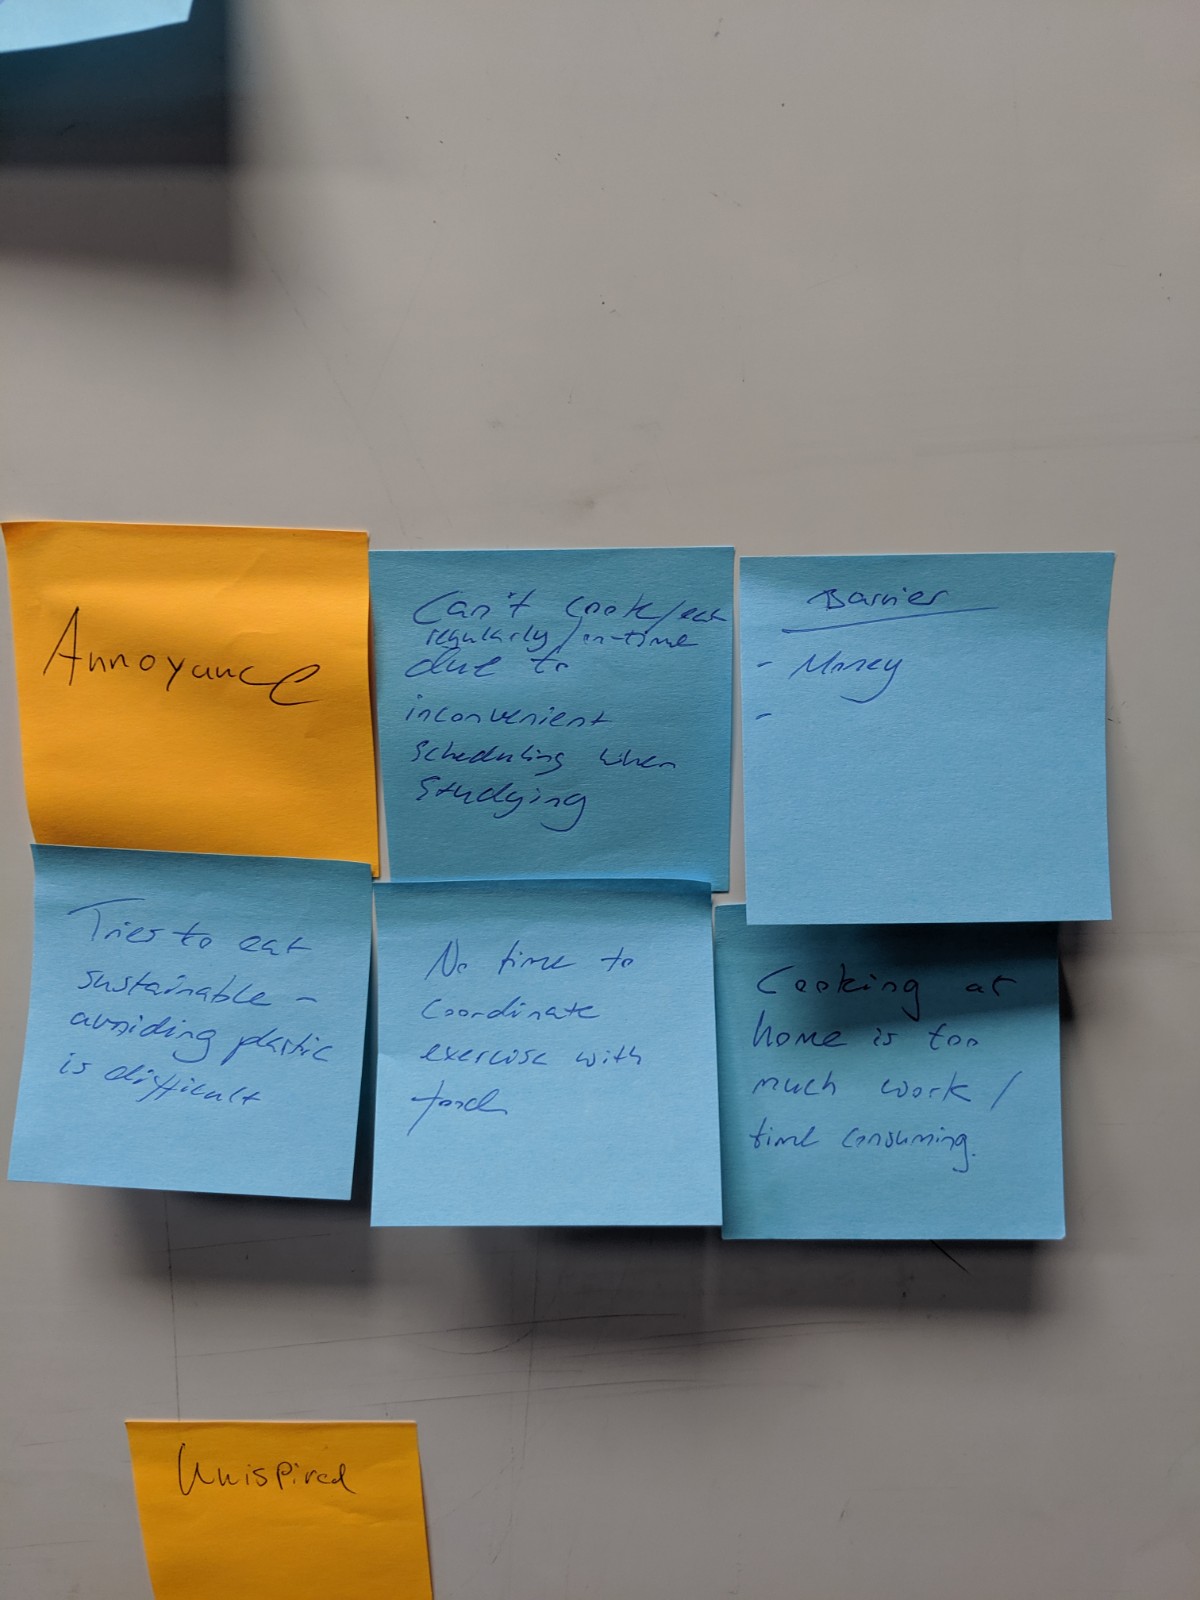 Annoyance
Can't cook/eat
regularly/on-time
due to
inconvenient
scheduling when
studying
Barrier
- Money
-
Tries to eat
sustainable -
avoiding plastic
is difficult
No time to
coordinate
exercise with
food
Cooking at
home is too
much work /
time consuming.
Unispired